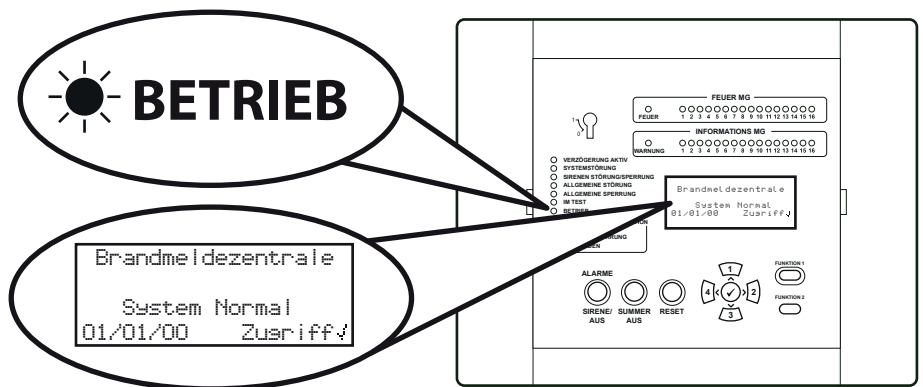 BETRIEB
Brandmeldezentrale
System Normal
01/01/00 Zugriff✓
FEUER MG
FEUER 1 2 3 4 5 6 7 8 9 10 11 12 13 14 15 16
INFORMATIONS MG
WARNUNG 1 2 3 4 5 6 7 8 9 10 11 12 13 14 15 16
1
0
VERZÖGERUNG AKTIV
SYSTEMSTÖRUNG
SIRENEN STÖRUNG/SPERRUNG
ALLGEMEINE STÖRUNG
ALLGEMEINE SPERRUNG
IM TEST
BETRIEB
Brandmeldezentrale
System Normal
01/01/00 Zugriff✓
ALARME
SIRENE/
AUS
SUMMER
AUS
RESET
1
4 ✓ 2
3
FUNKTION 1
FUNKTION 2